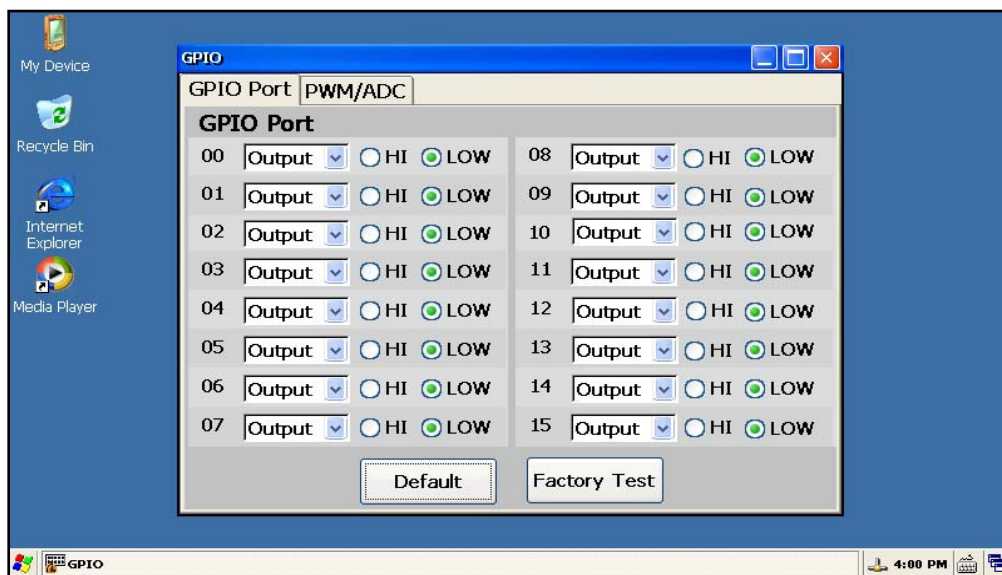 My Device
Recycle Bin
Internet
Explorer
Media Player
GPIO
GPIO Port PWM/ADC
GPIO Port
00 Output HI LOW 08 Output HI LOW
01 Output HI LOW 09 Output HI LOW
02 Output HI LOW 10 Output HI LOW
03 Output HI LOW 11 Output HI LOW
04 Output HI LOW 12 Output HI LOW
05 Output HI LOW 13 Output HI LOW
06 Output HI LOW 14 Output HI LOW
07 Output HI LOW 15 Output HI LOW
Default Factory Test
GPIO 4:00 PM